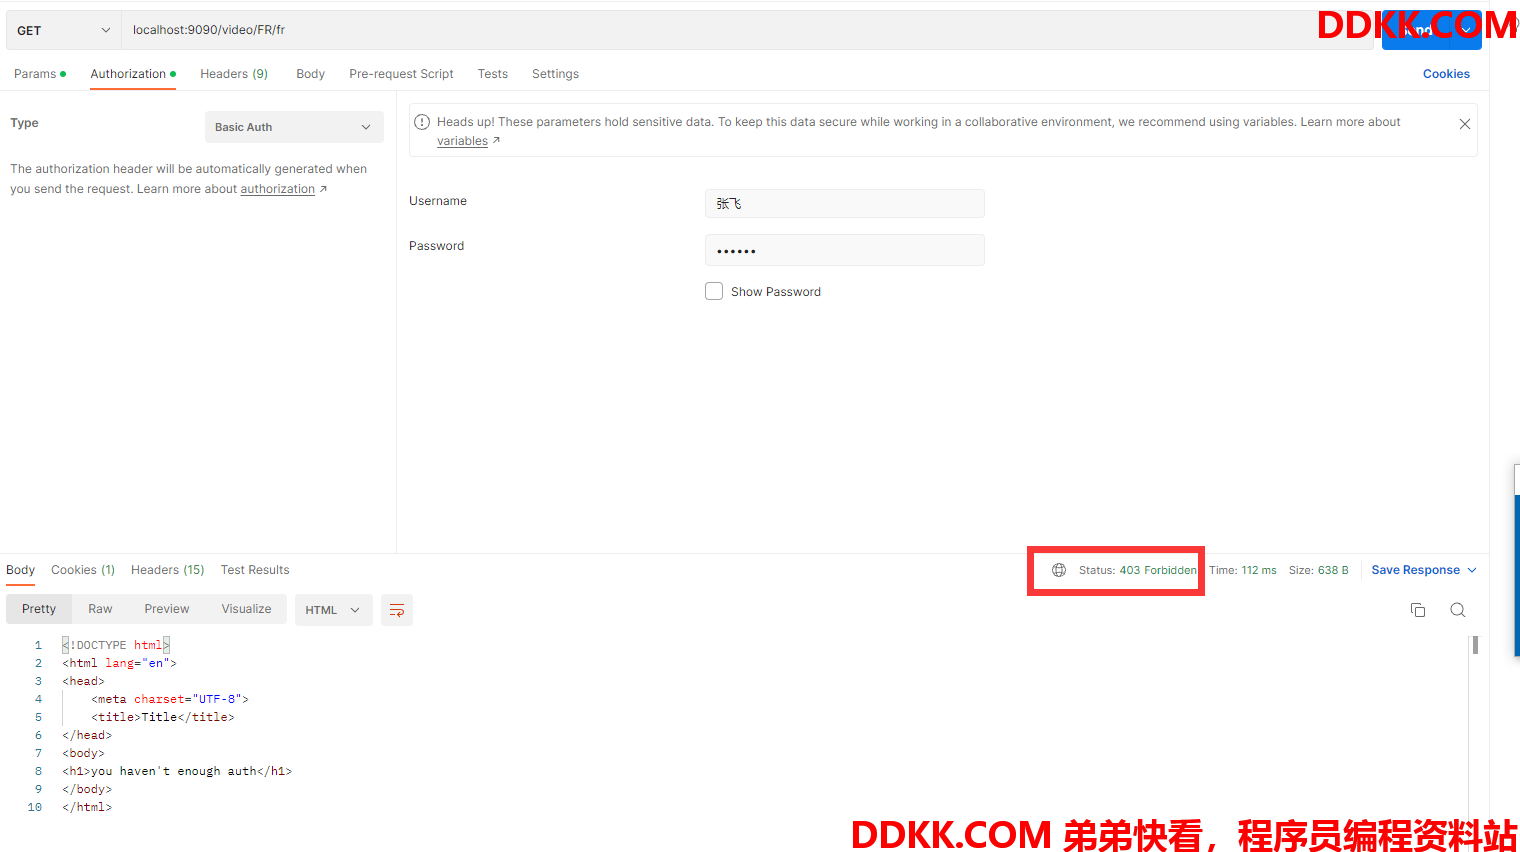 GET
localhost:9090/video/FR/fr
DDKK.COM
Params
Authorization
Headers (9)
Body
Pre-request Script
Tests
Settings
Cookies
Type
Basic Auth
The authorization header will be automatically generated when
you send the request. Learn more about authorization ↗
Heads up! These parameters hold sensitive data. To keep this data secure while working in a collaborative environment, we recommend using variables. Learn more about
variables ↗
Username
张飞
Password
••••••
Show Password
Body
Cookies (1)
Headers (15)
Test Results
Status: 403 Forbidden
Time: 112 ms
Size: 638 B
Save Response
Pretty
Raw
Preview
Visualize
HTML
1 <!DOCTYPE html>
2 <html lang="en">
3 <head>
4 <meta charset="UTF-8">
5 <title>Title</title>
6 </head>
7 <body>
8 <h1>you haven't enough auth</h1>
9 </body>
10 </html>
DDKK.COM 弟弟快看，程序员编程资料站